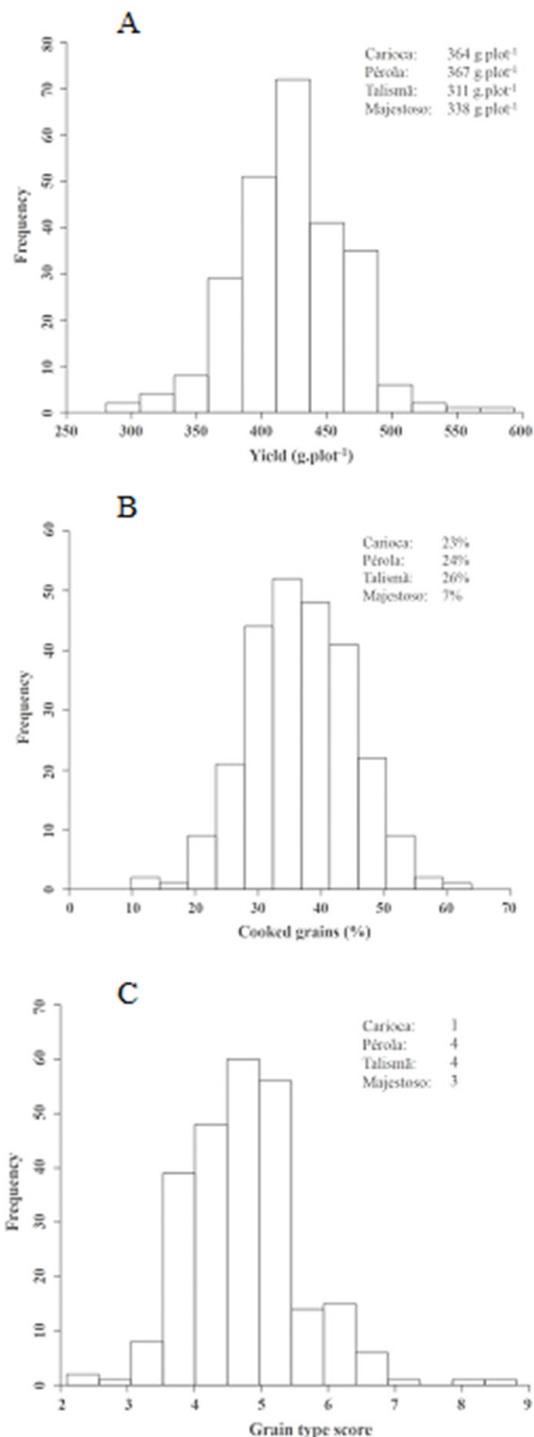 A
80
70
60
50
40
30
20
10
0
Frequency
Carioca: 364 g.plot⁻¹
Pérola: 367 g.plot⁻¹
Talismã: 311 g.plot⁻¹
Majestoso: 338 g.plot⁻¹
250 300 350 400 450 500 550 600
Yield (g.plot⁻¹)
B
60
50
40
30
20
10
0
Frequency
Carioca: 23%
Pérola: 24%
Talismã: 26%
Majestoso: 7%
0 10 20 30 40 50 60 70
Cooked grains (%)
C
70
60
50
40
30
20
10
0
Frequency
Carioca: 1
Pérola: 4
Talismã: 4
Majestoso: 3
2 3 4 5 6 7 8 9
Grain type score